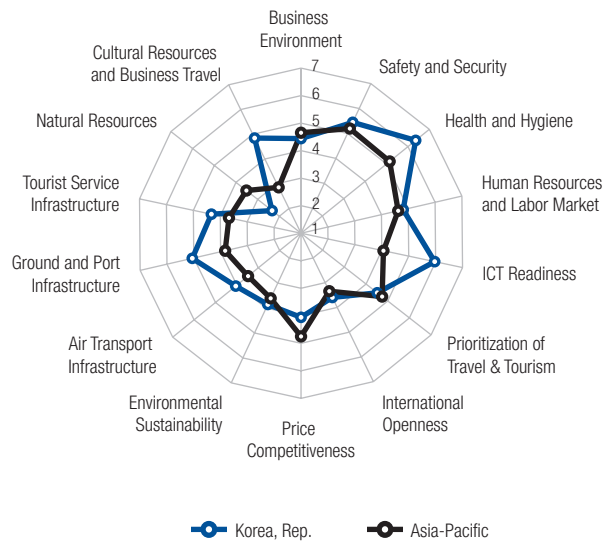 Business
Environment
Cultural Resources
and Business Travel
Safety and Security
Natural Resources
Health and Hygiene
Tourist Service
Infrastructure
Human Resources
and Labor Market
Ground and Port
Infrastructure
ICT Readiness
Air Transport
Infrastructure
Prioritization of
Travel & Tourism
Environmental
Sustainability
International
Openness
Price
Competitiveness
7
6
5
4
3
2
1
Korea, Rep.
Asia-Pacific